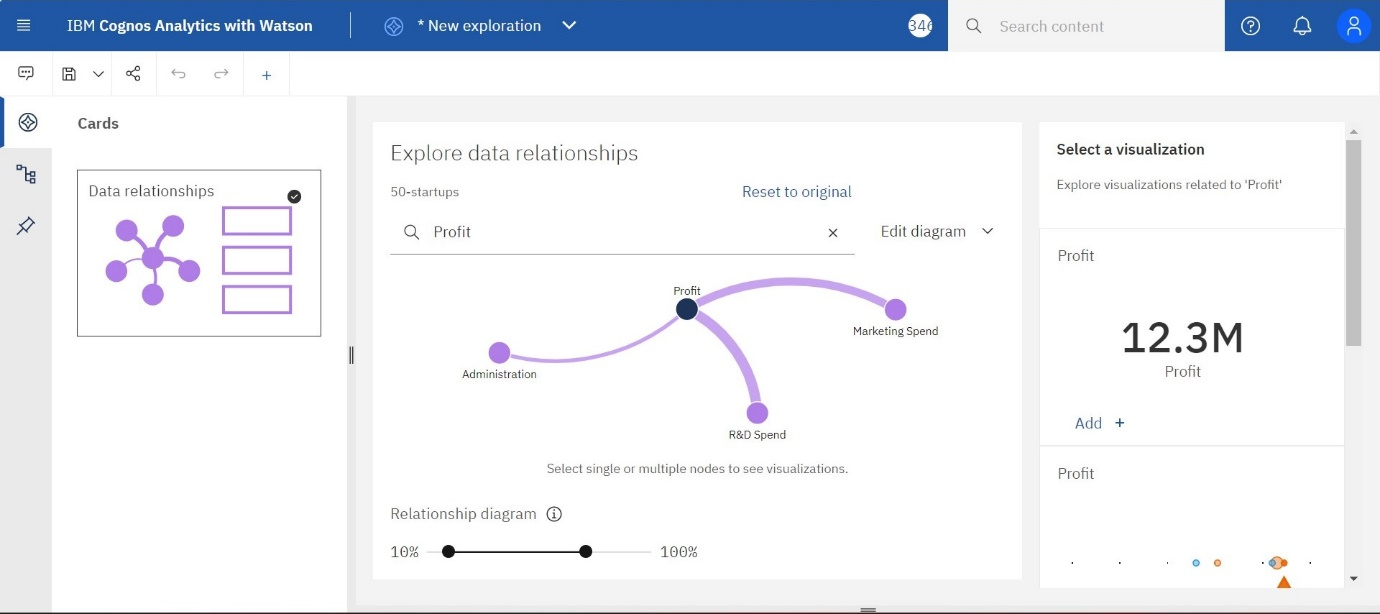 IBM Cognos Analytics with Watson
* New exploration
346
Search content
Cards
Data relationships
Explore data relationships
50-startups
Reset to original
Profit
Edit diagram
Profit
Marketing Spend
Administration
R&D Spend
Select single or multiple nodes to see visualizations.
Relationship diagram
10%
100%
Select a visualization
Explore visualizations related to 'Profit'
Profit
12.3M
Profit
Add +
Profit